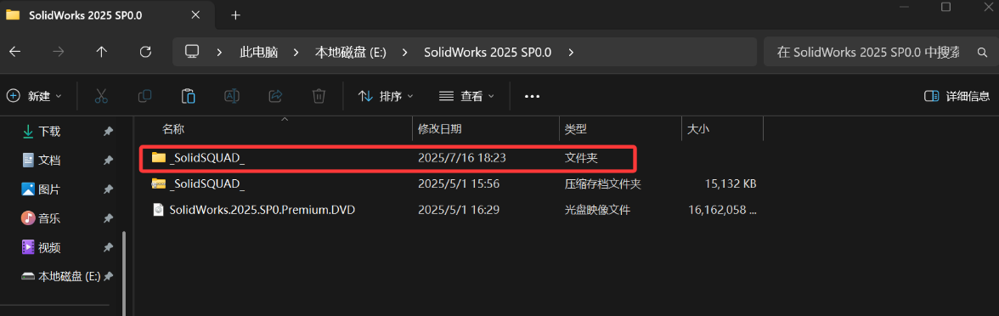 SolidWorks 2025 SP0.0
此电脑 本地磁盘 (E:) SolidWorks 2025 SP0.0 在 SolidWorks 2025 SP0.0 中搜索
新建 排序 查看 详细信息
名称 修改日期 类型 大小
下载
文档
图片
音乐
视频
本地磁盘 (E:)
_SolidSQUAD_ 2025/7/16 18:23 文件夹
_SolidSQUAD_ 2025/5/1 15:56 压缩存档文件夹 15,132 KB
SolidWorks.2025.SP0.Premium.DVD 2025/5/1 16:29 光盘映像文件 16,162,058 ...